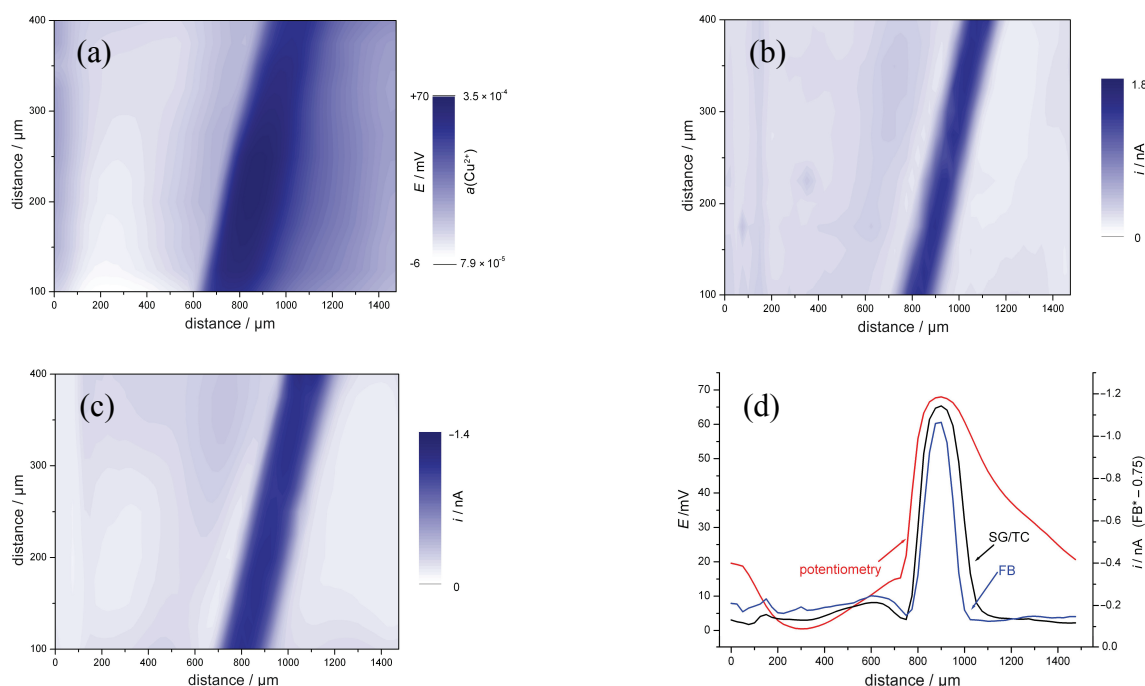 (a)
400
300
200
100
distance / µm
0 200 400 600 800 1000 1200 1400
distance / µm
+70 3.5 × 10⁻⁴
E / mV
a(Cu²⁺)
-6 7.9 × 10⁻⁵
(b)
400
300
200
100
distance / µm
0 200 400 600 800 1000 1200 1400
distance / µm
1.8
i / nA
0
(c)
400
300
200
100
distance / µm
0 200 400 600 800 1000 1200 1400
distance / µm
−1.4
i / nA
0
(d)
70
60
50
40
30
20
10
0
E /mV
potentiometry
SG/TC
FB
0 200 400 600 800 1000 1200 1400
distance / µm
−1.2
−1.0
−0.8
−0.6
−0.4
−0.2
0.0
i / nA (FB* − 0.75)